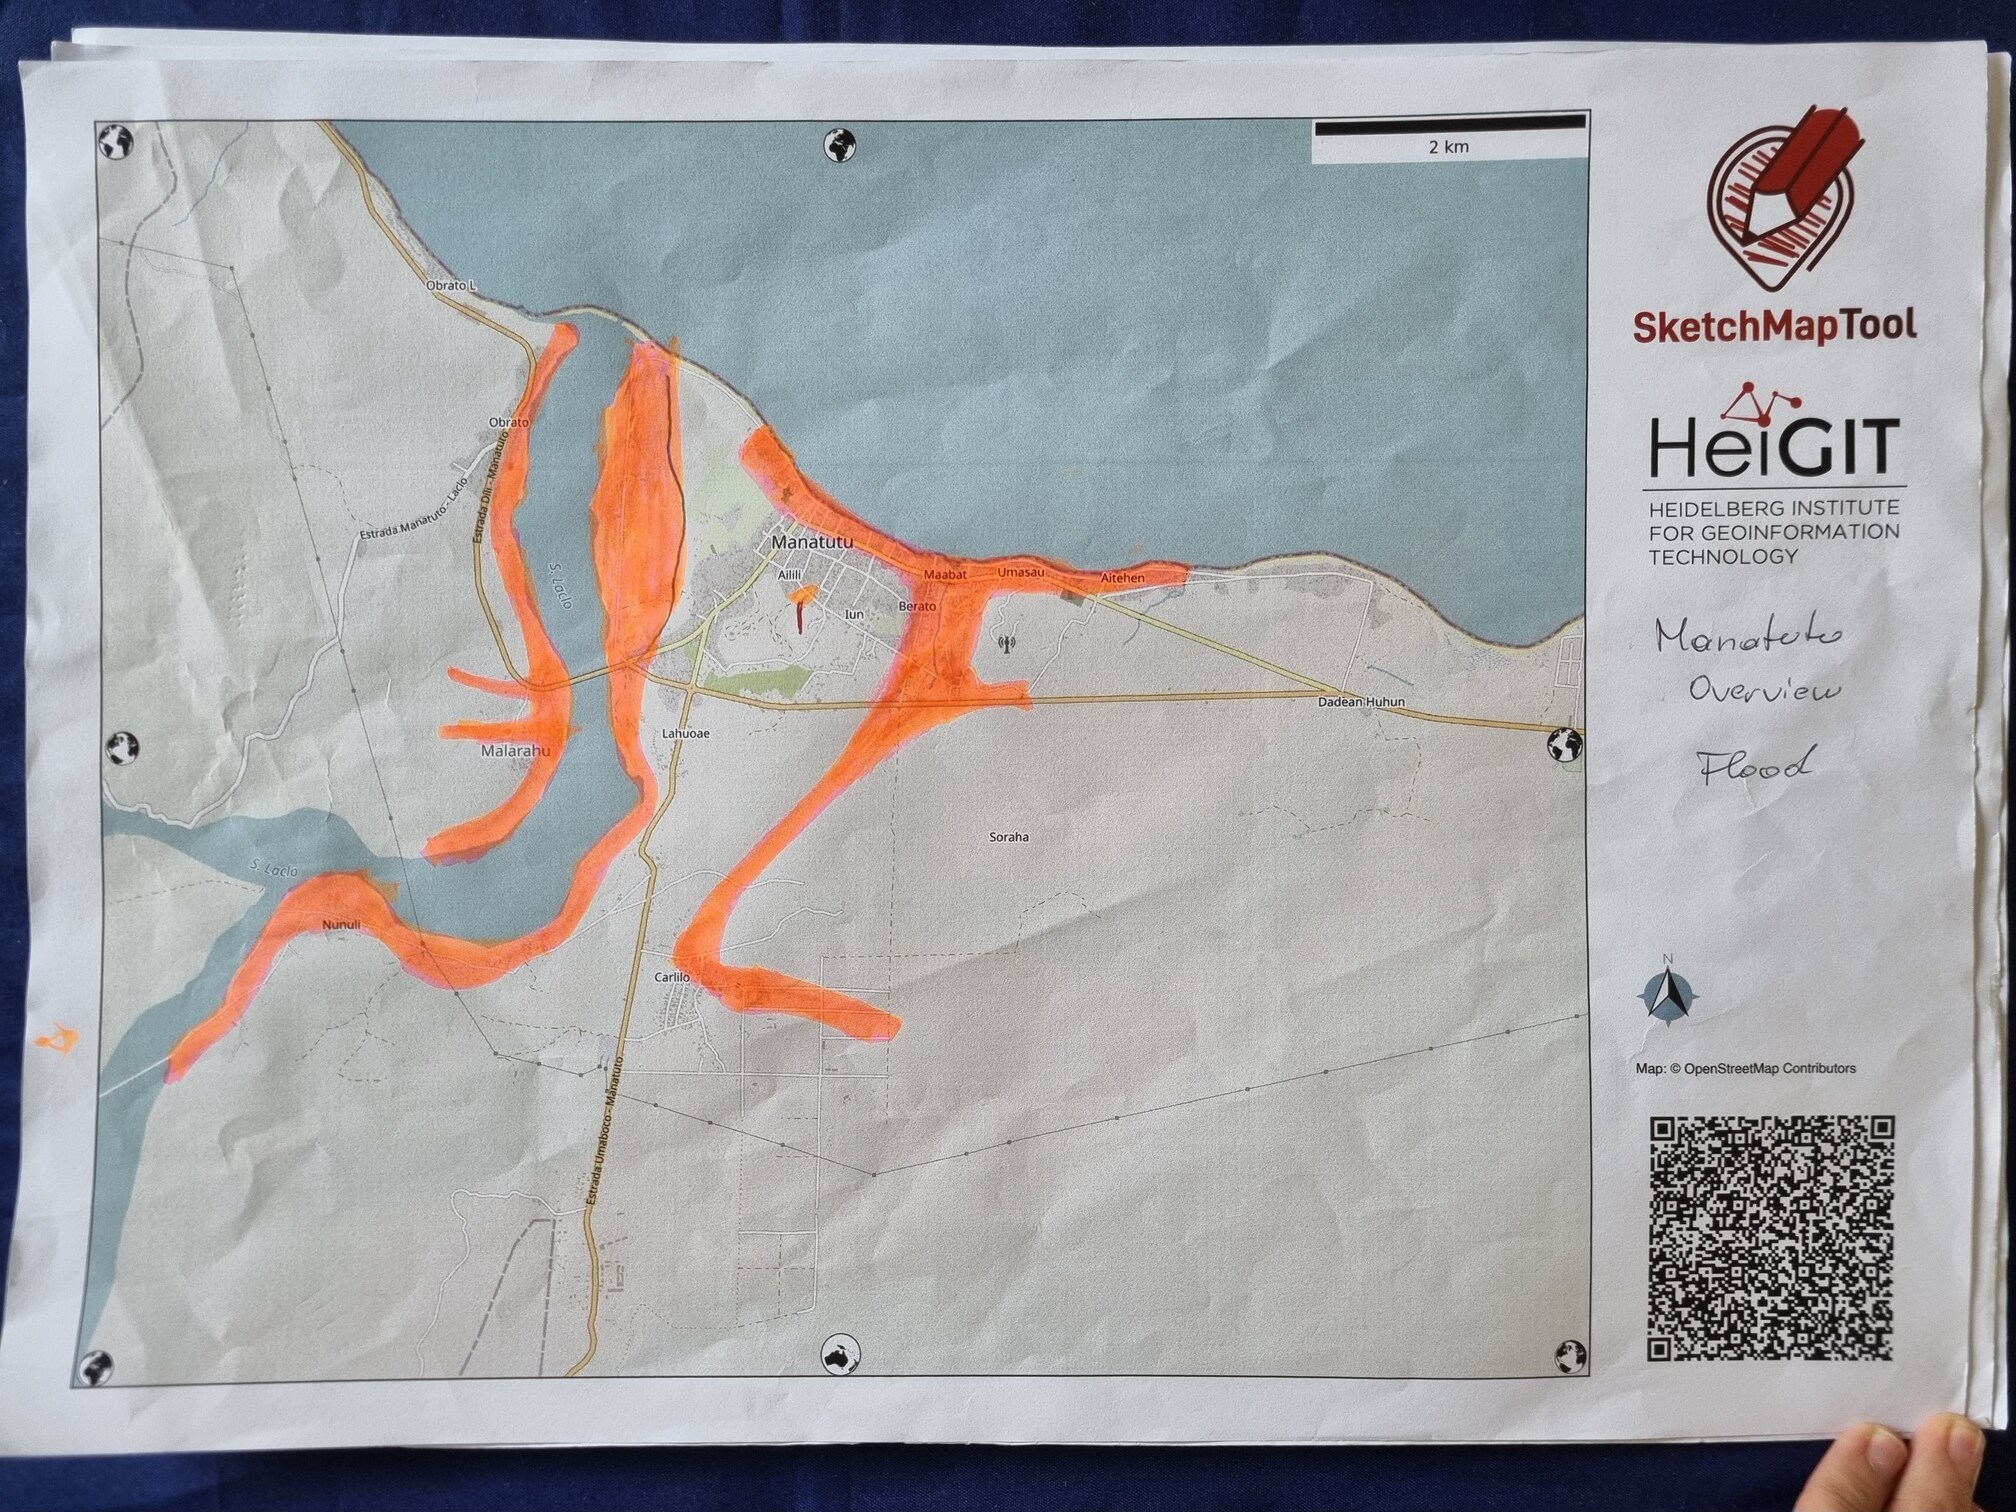 2 km
Obrato L
Obrato
Estrada Dili - Manatuto
Estrada Manatuto - Laclo
S. Laclo
Manatutu
Ailili
Iun
Maabat
Umasau
Aitehen
Berato
Dadean Huhun
Malarahu
Lahuoae
Soraha
S. Laclo
Nunuli
Carlilo
Estrada Umaboco - Manatuto
SketchMapTool
HeiGIT
HEIDELBERG INSTITUTE
FOR GEOINFORMATION
TECHNOLOGY
Manatuto
Overview
Flood
N
Map: © OpenStreetMap Contributors